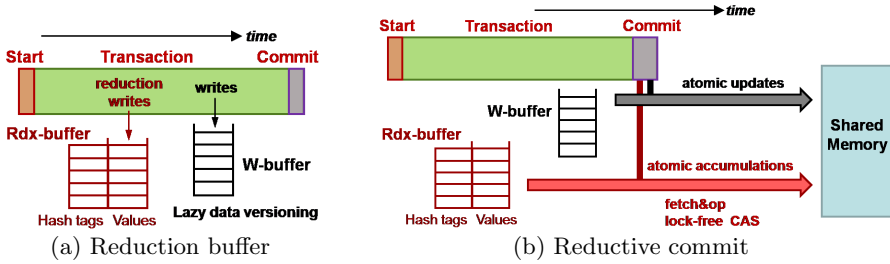 time
Start Transaction Commit
reduction
writes
writes
Rdx-buffer
W-buffer
Hash tags Values
Lazy data versioning
(a) Reduction buffer
time
Start Transaction Commit
atomic updates
W-buffer
Rdx-buffer
Shared
Memory
atomic accumulations
fetch&op
lock-free CAS
Hash tags Values
(b) Reductive commit